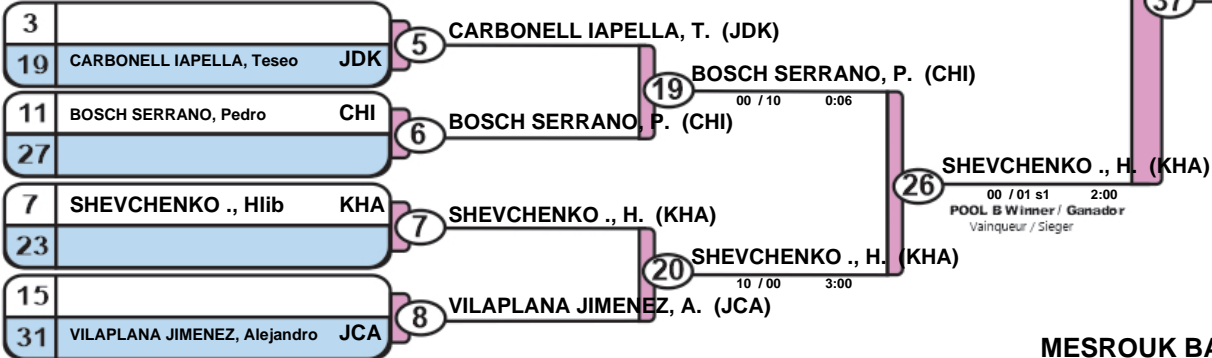 37
3
CARBONELL IAPELLA, T. (JDK)
5
19 CARBONELL IAPELLA, Teseo JDK
BOSCH SERRANO, P. (CHI)
19
00 / 10 0:06
11 BOSCH SERRANO, Pedro CHI
BOSCH SERRANO, P. (CHI)
6
27
SHEVCHENKO ., H. (KHA)
26
00 / 01 s1 2:00
POOL B Winner / Ganador
Vainqueur / Sieger
7 SHEVCHENKO ., Hlib KHA
SHEVCHENKO ., H. (KHA)
7
23
SHEVCHENKO ., H. (KHA)
20
10 / 00 3:00
15
VILAPLANA JIMENEZ, A. (JCA)
8
31 VILAPLANA JIMENEZ, Alejandro JCA
MESROUK BA